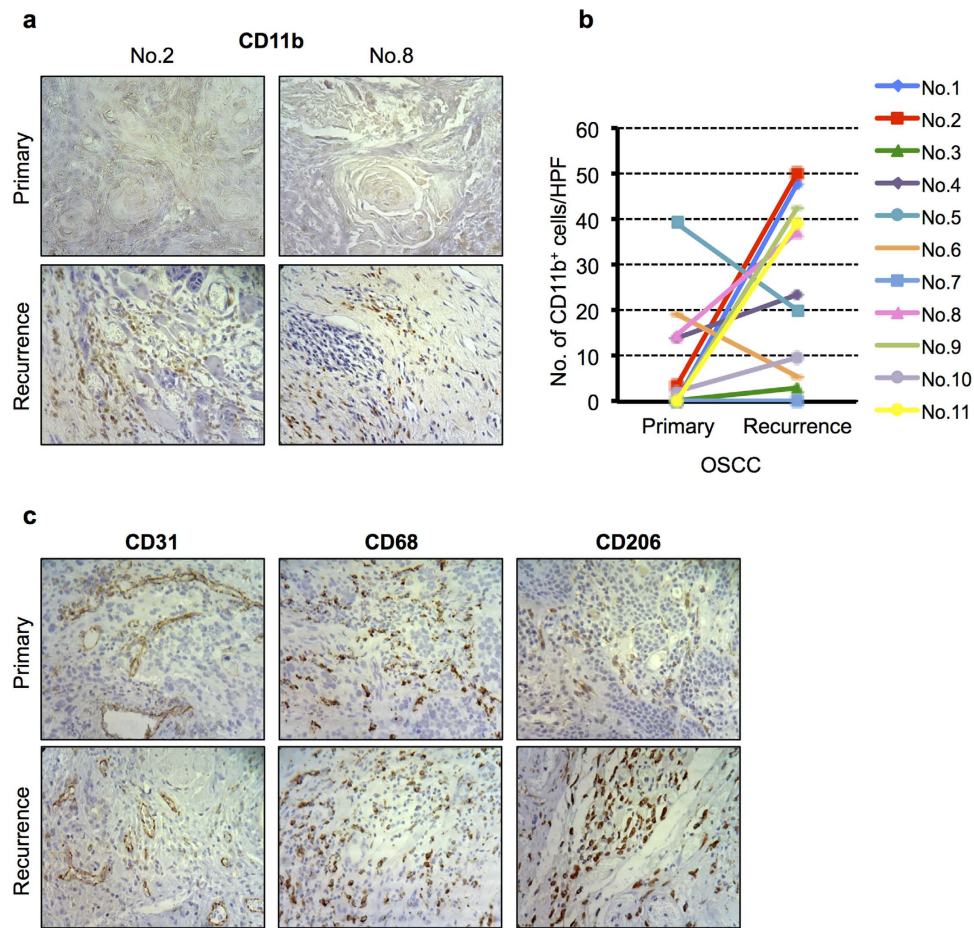 a
CD11b
No.2 No.8
Primary
Recurrence
b
No. of CD11b+ cells/HPF
60
50
40
30
20
10
0
Primary Recurrence
OSCC
No.1
No.2
No.3
No.4
No.5
No.6
No.7
No.8
No.9
No.10
No.11
c
CD31 CD68 CD206
Primary
Recurrence